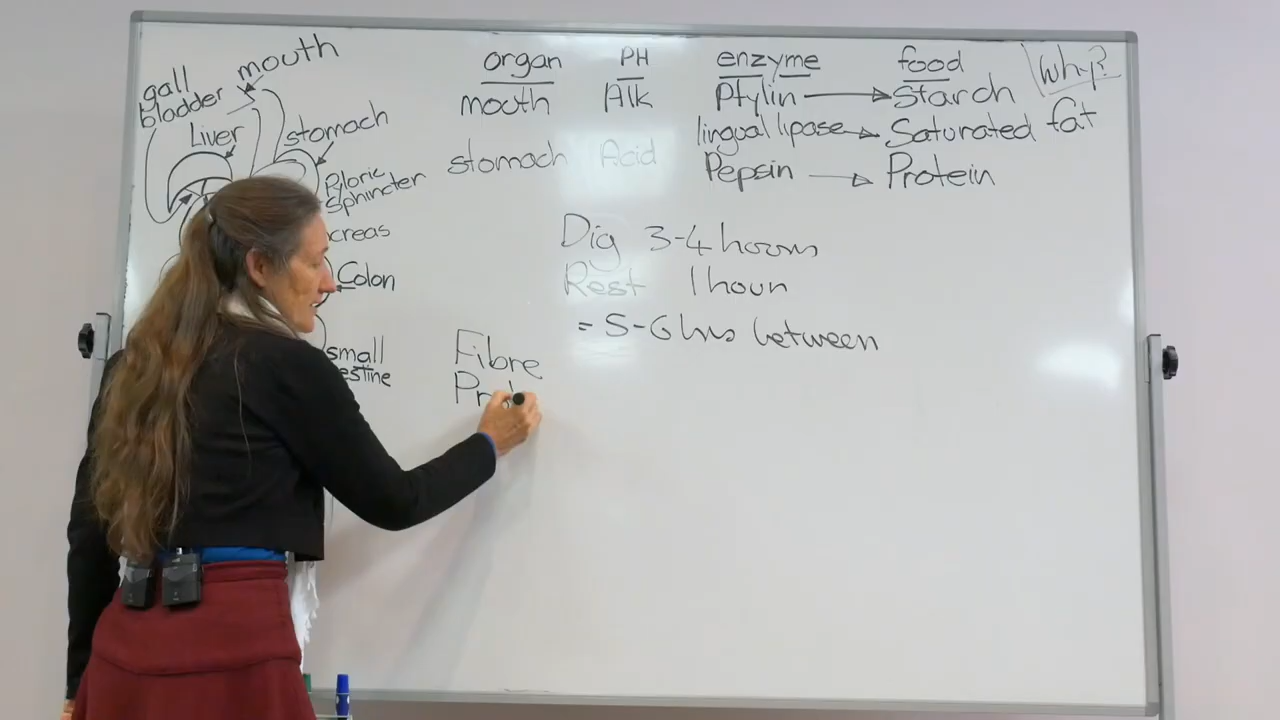 mouth
gall
bladder
Liver
stomach
Pyloric
Sphincter
creas
Colon
small
estine
organ PH enzyme food Why?
mouth Alk Ptylin Starch
lingual lipase Saturated fat
stomach Acid Pepsin Protein
Dig 3-4 hours
Rest 1 hour
= 5-6 hrs between
Fibre